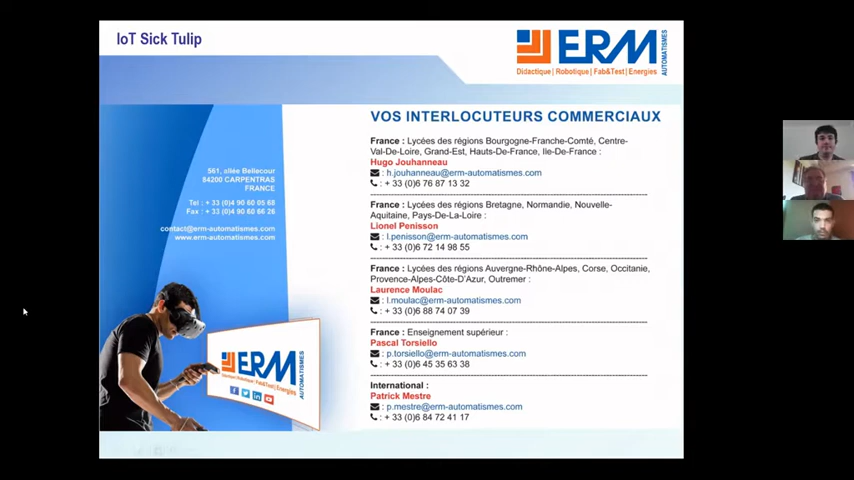 IoT Sick Tulip
ERM
AUTOMATISMES
Didactique | Robotique | Fab&Test | Energies
VOS INTERLOCUTEURS COMMERCIAUX
561, allée Bellecour
84200 CARPENTRAS
FRANCE
Tel : + 33 (0)4 90 60 05 68
Fax : + 33 (0)4 90 60 66 26
contact@erm-automatismes.com
www.erm-automatismes.com
France : Lycées des régions Bourgogne-Franche-Comté, Centre-
Val-De-Loire, Grand-Est, Hauts-De-France, Ile-De-France :
Hugo Jouhanneau
: h.jouhanneau@erm-automatismes.com
: + 33 (0)6 76 87 13 32
France : Lycées des régions Bretagne, Normandie, Nouvelle-
Aquitaine, Pays-De-La-Loire :
Lionel Penisson
: l.penisson@erm-automatismes.com
: + 33 (0)6 72 14 98 55
France : Lycées des régions Auvergne-Rhône-Alpes, Corse, Occitanie,
Provence-Alpes-Côte-D'Azur, Outremer :
Laurence Moulac
: l.moulac@erm-automatismes.com
: + 33 (0)6 88 74 07 39
France : Enseignement supérieur :
Pascal Torsiello
: p.torsiello@erm-automatismes.com
: + 33 (0)6 45 35 63 38
International :
Patrick Mestre
: p.mestre@erm-automatismes.com
: + 33 (0)6 84 72 41 17
ERM
AUTOMATISMES
Didactique | Robotique | Fab&Test | Energies